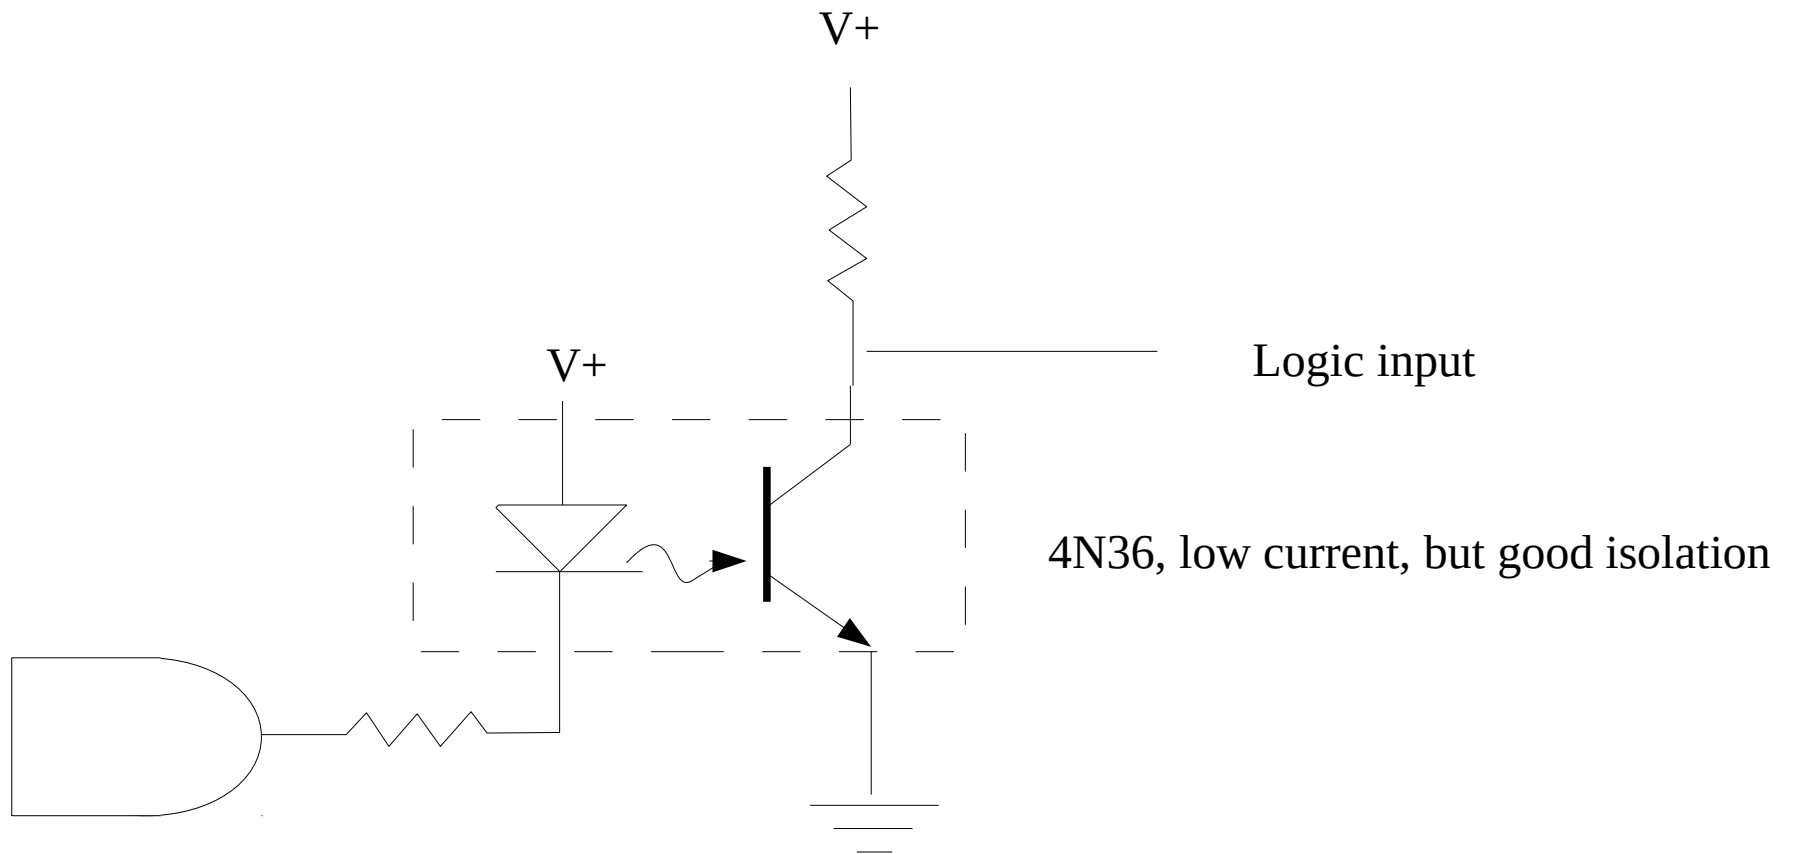 V+
V+
Logic input
4N36, low current, but good isolation